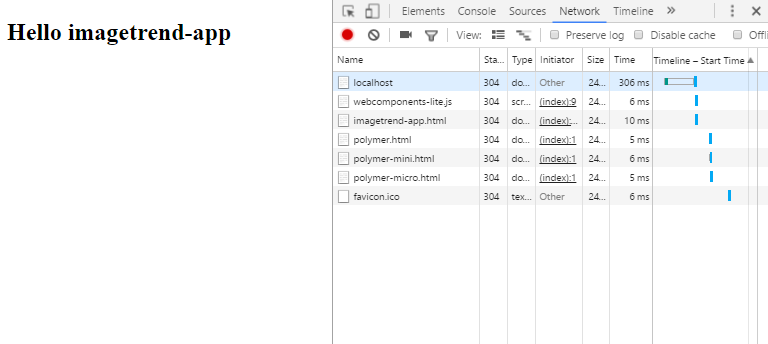 Hello imagetrend-app
Elements Console Sources Network Timeline »
View: Preserve log Disable cache Offli
Name Sta... Type Initiator Size Time Timeline – Start Time
localhost 304 do... Other 24... 306 ms
webcomponents-lite.js 304 scr... (index):9 24... 6 ms
imagetrend-app.html 304 do... (index):... 24... 10 ms
polymer.html 304 do... (index):1 24... 5 ms
polymer-mini.html 304 do... (index):1 24... 6 ms
polymer-micro.html 304 do... (index):1 24... 5 ms
favicon.ico 304 tex... Other 24... 6 ms